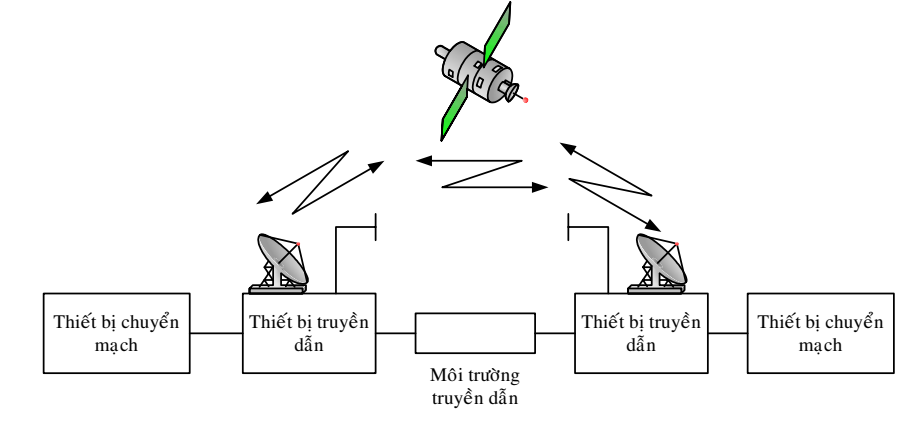 Thiết bị chuyển
mạch
Thiết bị truyền
dẫn
Môi trường
truyền dẫn
Thiết bị truyền
dẫn
Thiết bị chuyển
mạch